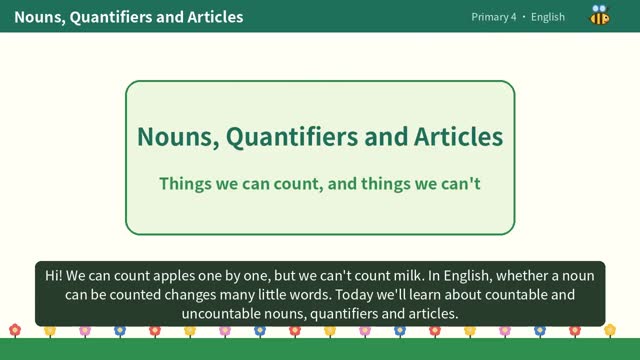 Nouns, Quantifiers and Articles
Primary 4 • English
Nouns, Quantifiers and Articles
Things we can count, and things we can't
Hi! We can count apples one by one, but we can't count milk. In English, whether a noun
can be counted changes many little words. Today we'll learn about countable and
uncountable nouns, quantifiers and articles.